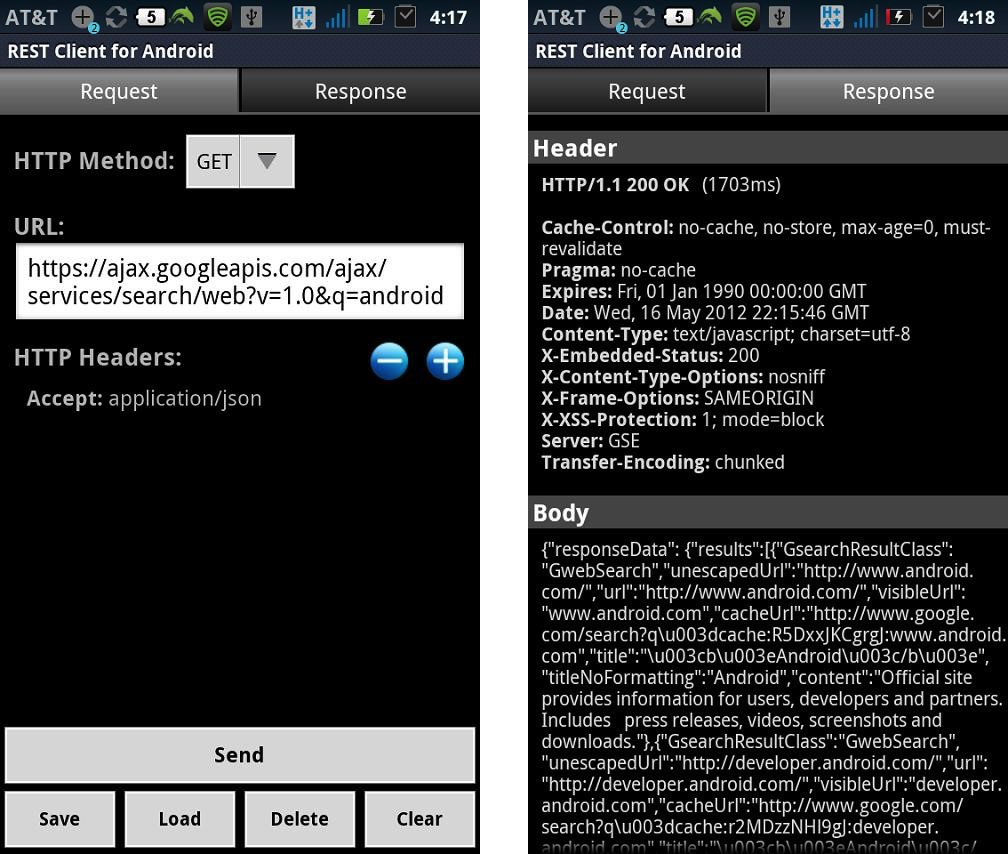 AT&T 2 5 H 4:17
REST Client for Android
Request Response
HTTP Method: GET
URL:
https://ajax.googleapis.com/ajax/
services/search/web?v=1.0&q=android
HTTP Headers:
Accept: application/json
Send
Save Load Delete Clear
AT&T 2 5 H 4:18
REST Client for Android
Request Response
Header
HTTP/1.1 200 OK (1703ms)
Cache-Control: no-cache, no-store, max-age=0, must-
revalidate
Pragma: no-cache
Expires: Fri, 01 Jan 1990 00:00:00 GMT
Date: Wed, 16 May 2012 22:15:46 GMT
Content-Type: text/javascript; charset=utf-8
X-Embedded-Status: 200
X-Content-Type-Options: nosniff
X-Frame-Options: SAMEORIGIN
X-XSS-Protection: 1; mode=block
Server: GSE
Transfer-Encoding: chunked
Body
{"responseData": {"results":[{"GsearchResultClass":
"GwebSearch","unescapedUrl":"http://www.android.
com/","url":"http://www.android.com/","visibleUrl":
"www.android.com","cacheUrl":"http://www.google.
com/search?q\u003dcache:R5DxxJKCgrgJ:www.android.
com","title":"\u003cb\u003eAndroid\u003c/b\u003e",
"titleNoFormatting":"Android","content":"Official site
provides information for users, developers and partners.
Includes press releases, videos, screenshots and
downloads."},{"GsearchResultClass":"GwebSearch",
"unescapedUrl":"http://developer.android.com/","url":
"http://developer.android.com/","visibleUrl":"developer.
android.com","cacheUrl":"http://www.google.com/
search?q\u003dcache:r2MDzzNHI9gJ:developer.
android.com","title":"\u003cb\u003eAndroid\u003c/